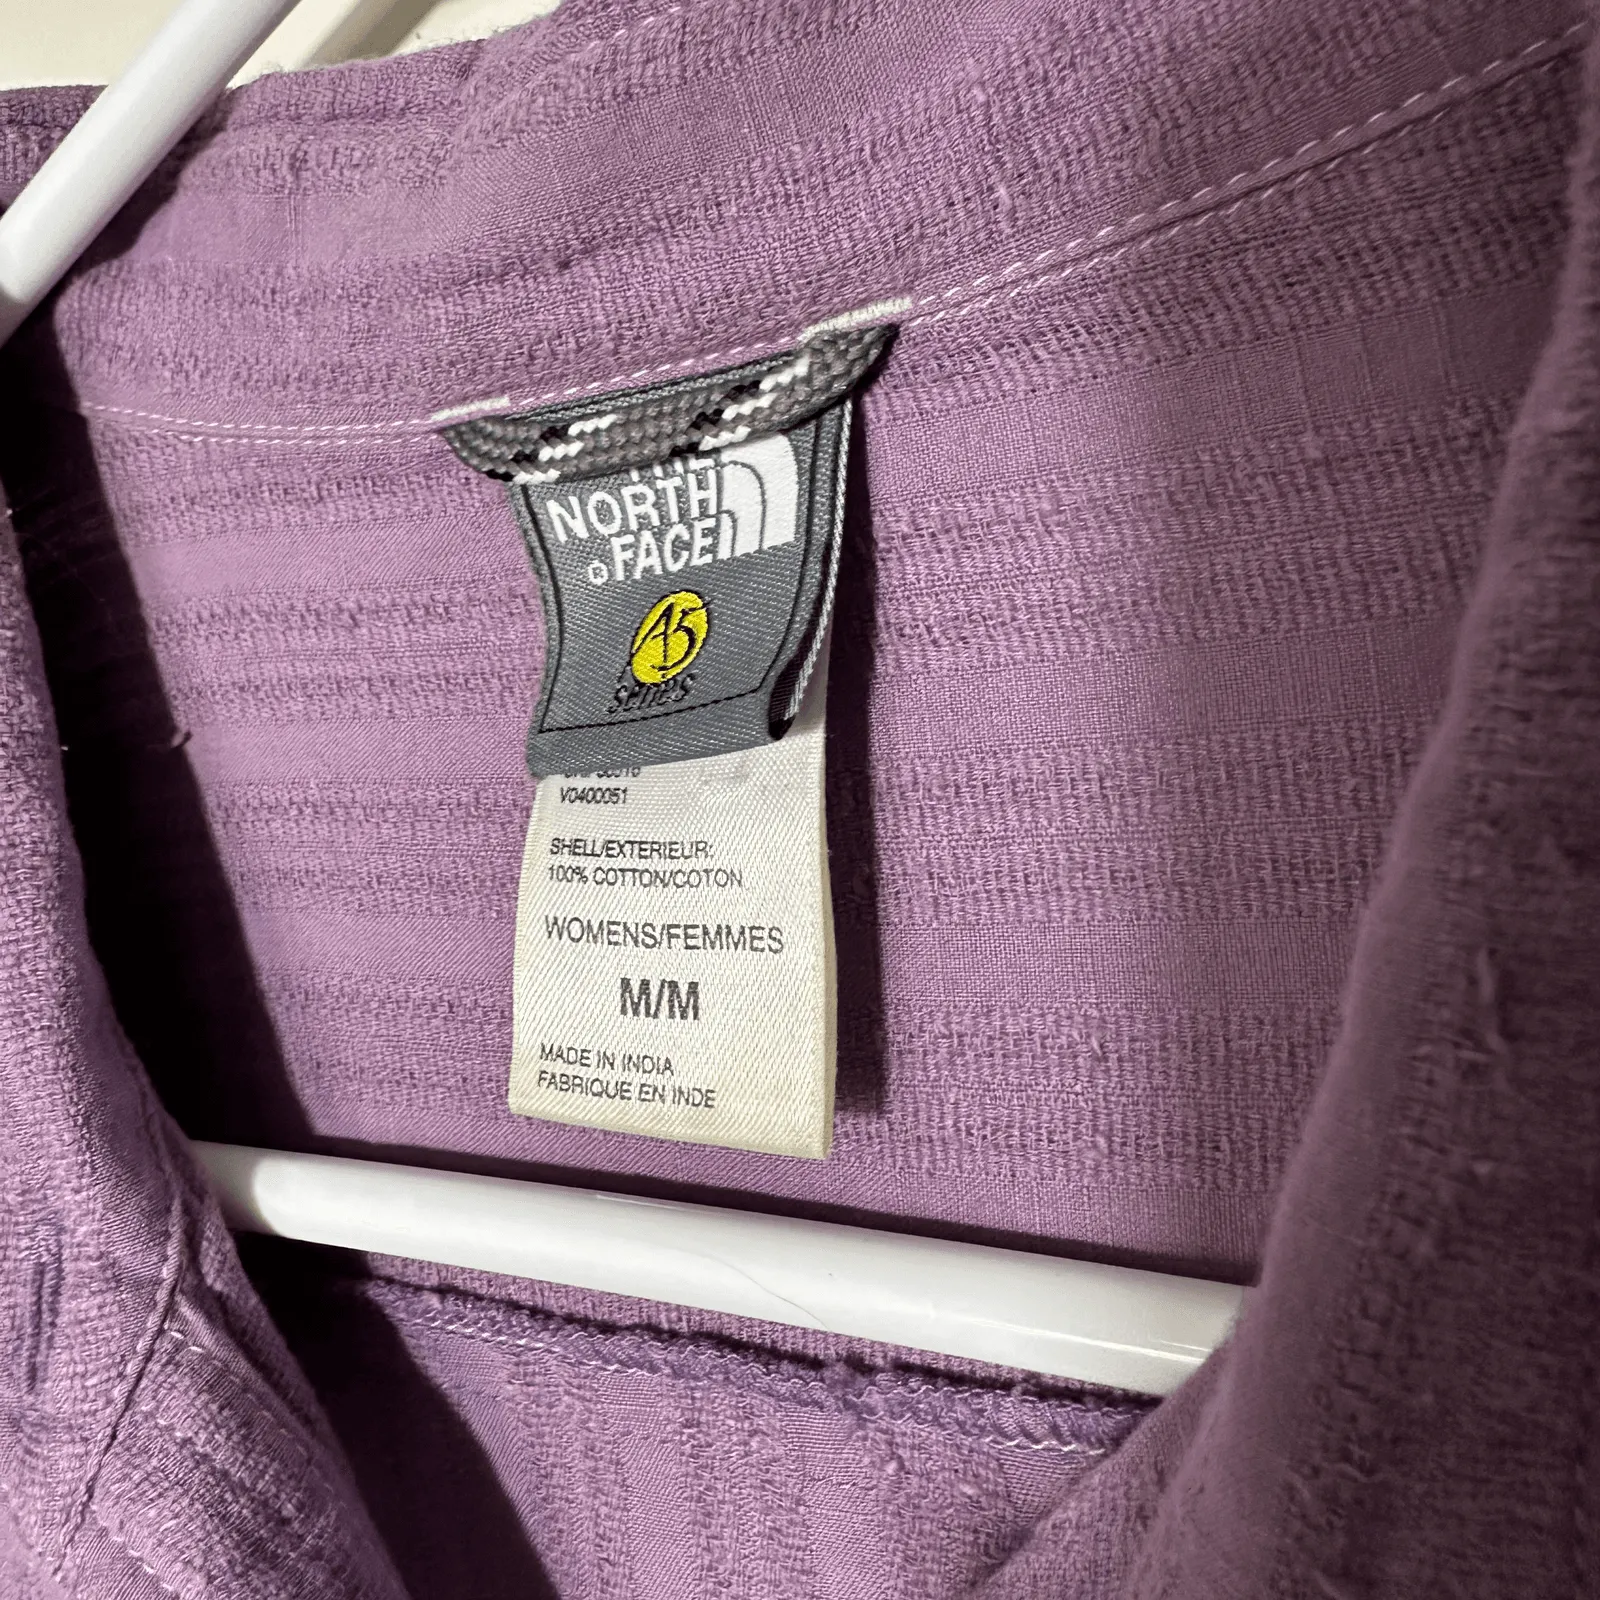 NORTH
FACE
A5
series
V0400051
SHELL/EXTERIEUR:
100% COTTON/COTON
WOMENS/FEMMES
M/M
MADE IN INDIA
FABRIQUE EN INDE